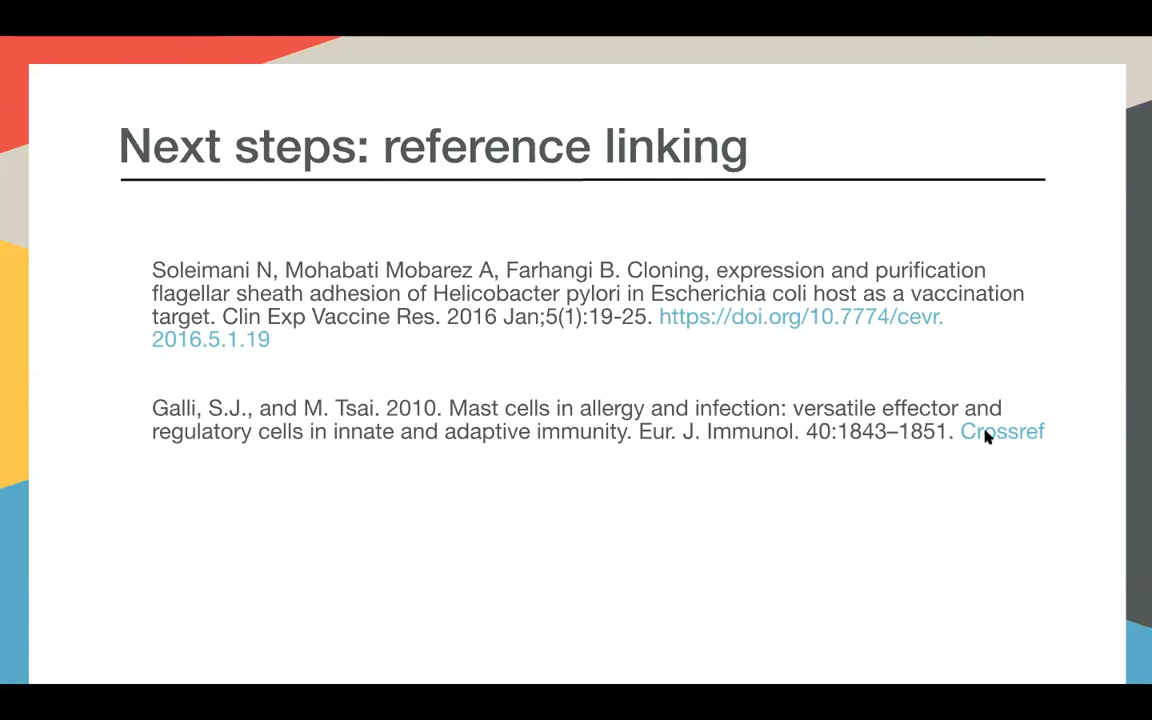 Next steps: reference linking
Soleimani N, Mohabati Mobarez A, Farhangi B. Cloning, expression and purification
flagellar sheath adhesion of Helicobacter pylori in Escherichia coli host as a vaccination
target. Clin Exp Vaccine Res. 2016 Jan;5(1):19-25. https://doi.org/10.7774/cevr.
2016.5.1.19
Galli, S.J., and M. Tsai. 2010. Mast cells in allergy and infection: versatile effector and
regulatory cells in innate and adaptive immunity. Eur. J. Immunol. 40:1843–1851. Crossref